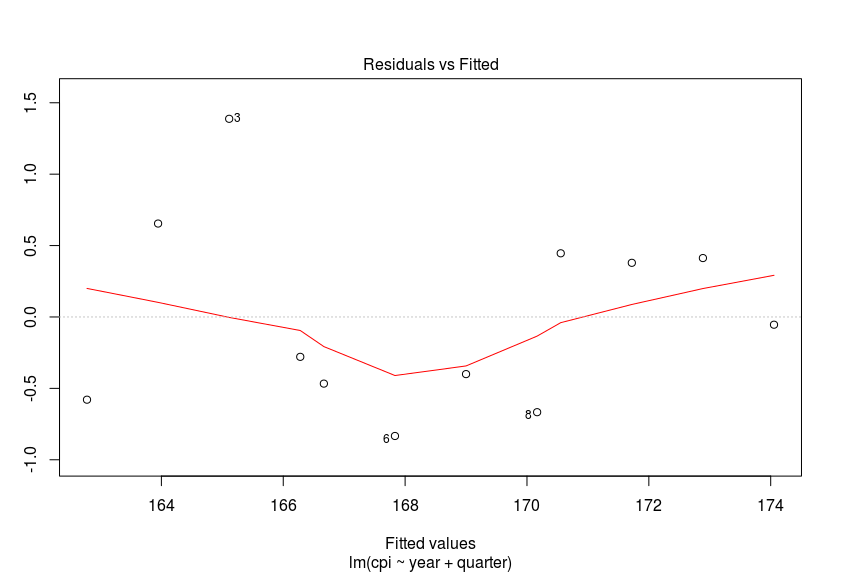 Residuals vs Fitted
1.5
1.0
0.5
0.0
-0.5
-1.0
3
6
8
164 166 168 170 172 174
Fitted values
lm(cpi ~ year + quarter)